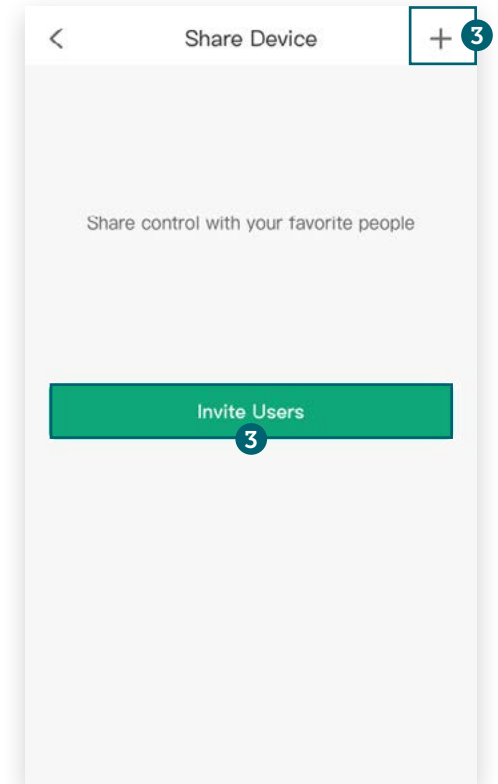 Share Device
+
3
Share control with your favorite people
Invite Users
3